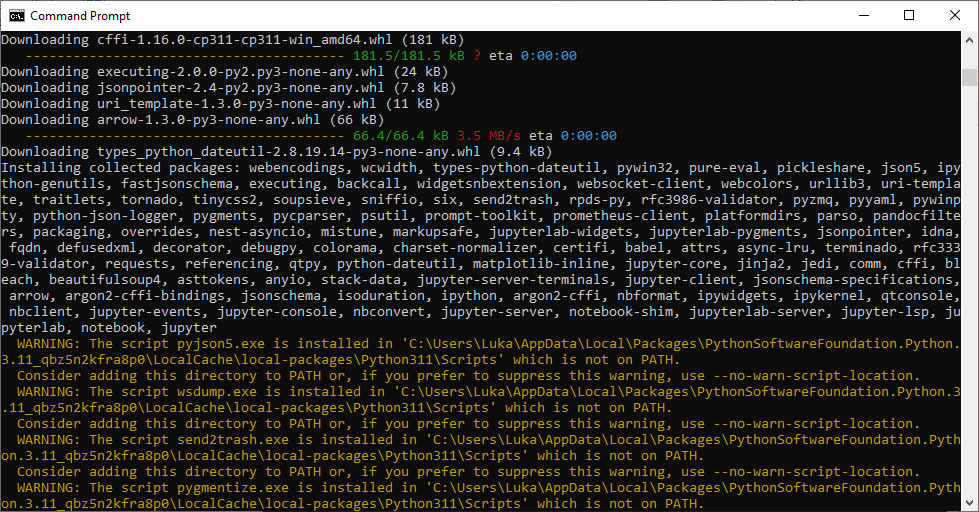 Command Prompt
Downloading cffi-1.16.0-cp311-cp311-win_amd64.whl (181 kB)
---------------------------------------- 181.5/181.5 kB ? eta 0:00:00
Downloading executing-2.0.0-py2.py3-none-any.whl (24 kB)
Downloading jsonpointer-2.4-py2.py3-none-any.whl (7.8 kB)
Downloading uri_template-1.3.0-py3-none-any.whl (11 kB)
Downloading arrow-1.3.0-py3-none-any.whl (66 kB)
---------------------------------------- 66.4/66.4 kB 3.5 MB/s eta 0:00:00
Downloading types_python_dateutil-2.8.19.14-py3-none-any.whl (9.4 kB)
Installing collected packages: webencodings, wcwidth, types-python-dateutil, pywin32, pure-eval, pickleshare, json5, ipy
thon-genutils, fastjsonschema, executing, backcall, widgetsnbextension, websocket-client, webcolors, urllib3, uri-templa
te, traitlets, tornado, tinycss2, soupsieve, sniffio, six, send2trash, rpds-py, rfc3986-validator, pyzmq, pyyaml, pywinp
ty, python-json-logger, pygments, pycparser, psutil, prompt-toolkit, prometheus-client, platformdirs, parso, pandocfilte
rs, packaging, overrides, nest-asyncio, mistune, markupsafe, jupyterlab-widgets, jupyterlab-pygments, jsonpointer, idna,
fqdn, defusedxml, decorator, debugpy, colorama, charset-normalizer, certifi, babel, attrs, async-lru, terminado, rfc333
9-validator, requests, referencing, qtpy, python-dateutil, matplotlib-inline, jupyter-core, jinja2, jedi, comm, cffi, bl
each, beautifulsoup4, asttokens, anyio, stack-data, jupyter-server-terminals, jupyter-client, jsonschema-specifications,
arrow, argon2-cffi-bindings, jsonschema, isoduration, ipython, argon2-cffi, nbformat, ipywidgets, ipykernel, qtconsole,
nbclient, jupyter-events, jupyter-console, nbconvert, jupyter-server, notebook-shim, jupyterlab-server, jupyter-lsp, ju
pyterlab, notebook, jupyter
WARNING: The script pyjson5.exe is installed in 'C:\Users\Luka\AppData\Local\Packages\PythonSoftwareFoundation.Python.
3.11_qbz5n2kfra8p0\LocalCache\local-packages\Python311\Scripts' which is not on PATH.
Consider adding this directory to PATH or, if you prefer to suppress this warning, use --no-warn-script-location.
WARNING: The script wsdump.exe is installed in 'C:\Users\Luka\AppData\Local\Packages\PythonSoftwareFoundation.Python.3
.11_qbz5n2kfra8p0\LocalCache\local-packages\Python311\Scripts' which is not on PATH.
Consider adding this directory to PATH or, if you prefer to suppress this warning, use --no-warn-script-location.
WARNING: The script send2trash.exe is installed in 'C:\Users\Luka\AppData\Local\Packages\PythonSoftwareFoundation.Pyth
on.3.11_qbz5n2kfra8p0\LocalCache\local-packages\Python311\Scripts' which is not on PATH.
Consider adding this directory to PATH or, if you prefer to suppress this warning, use --no-warn-script-location.
WARNING: The script pygmentize.exe is installed in 'C:\Users\Luka\AppData\Local\Packages\PythonSoftwareFoundation.Pyth
on.3.11_qbz5n2kfra8p0\LocalCache\local-packages\Python311\Scripts' which is not on PATH.